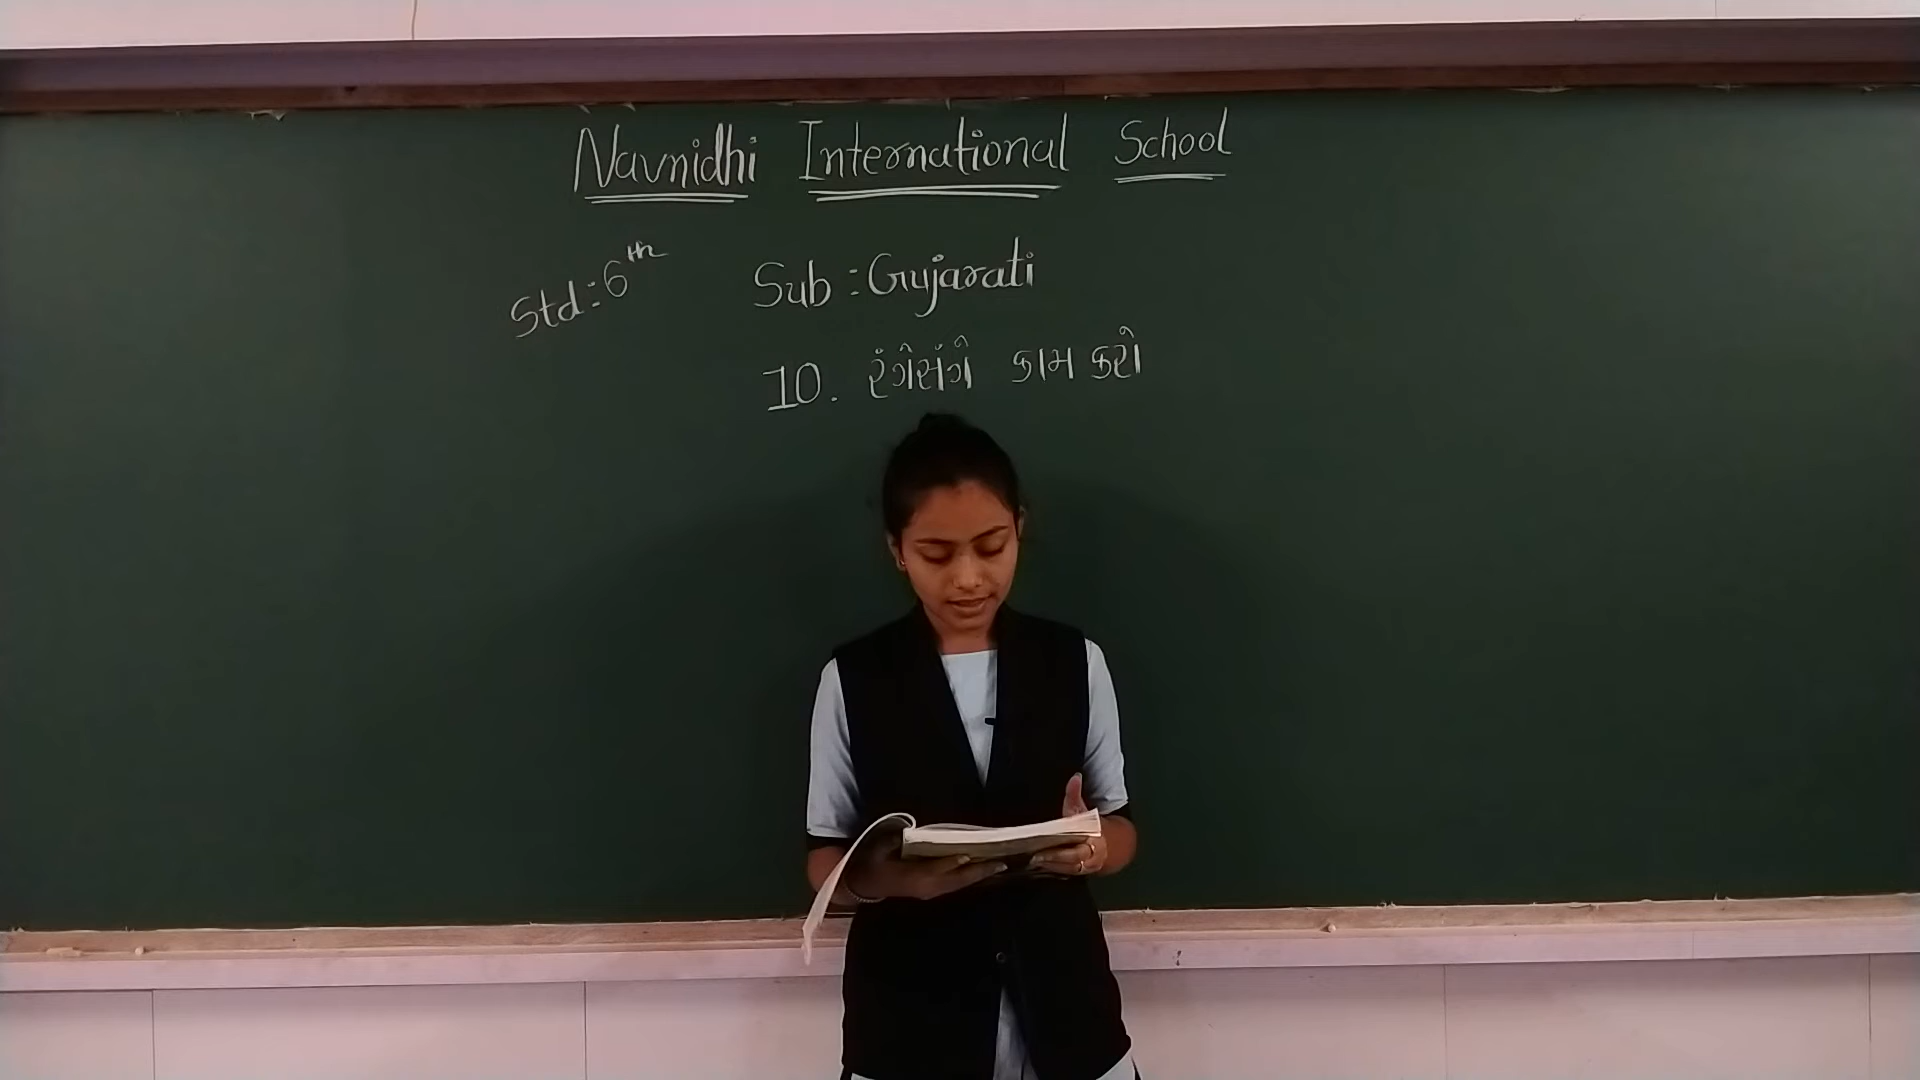 Navnidhi International School
Std : 6th Sub : Gujarati
10. રંગેસંગે કામ કરો